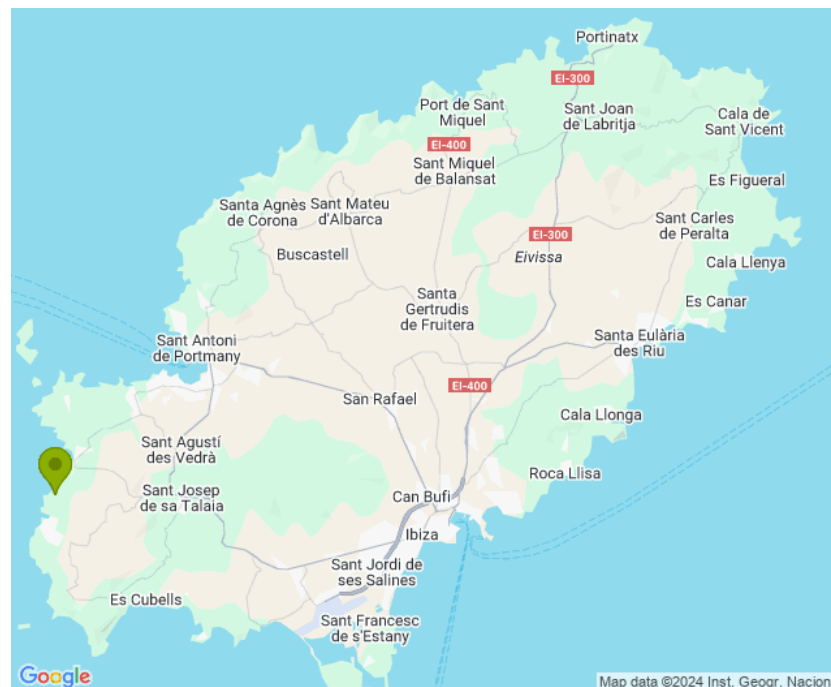 Portinatx
EI-300
Port de Sant
Miquel
Sant Joan
de Labritja
Cala de
Sant Vicent
EI-400
Sant Miquel
de Balansat
Es Figueral
Santa Agnès
de Corona
Sant Mateu
d'Albarca
Sant Carles
de Peralta
EI-300
Buscastell
Eivissa
Cala Llenya
Santa
Gertrudis
de Fruitera
Es Canar
Sant Antoni
de Portmany
Santa Eulària
des Riu
EI-400
San Rafael
Cala Llonga
Sant Agustí
des Vedrà
Roca Llisa
Sant Josep
de sa Talaia
Can Bufí
Ibiza
Sant Jordi de
ses Salines
Es Cubells
Sant Francesc
de s'Estany
Google
Map data ©2024 Inst. Geogr. Nacion